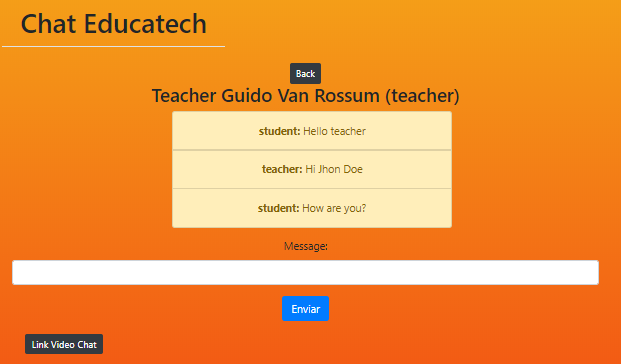 Chat Educatech
Back
Teacher Guido Van Rossum (teacher)
student: Hello teacher
teacher: Hi Jhon Doe
student: How are you?
Message:
Enviar
Link Video Chat